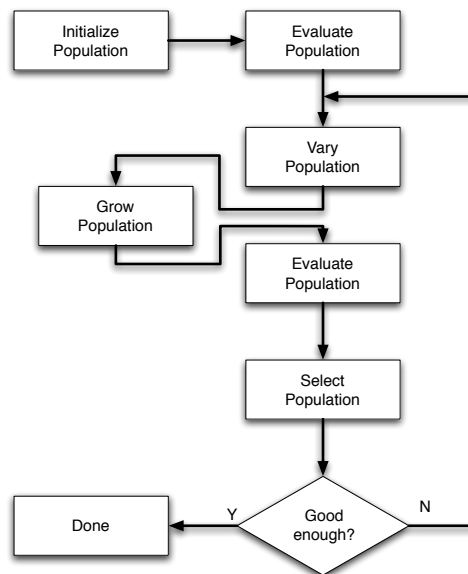 Initialize
Population
Evaluate
Population
Vary
Population
Grow
Population
Evaluate
Population
Select
Population
Good
enough?
Y
N
Done